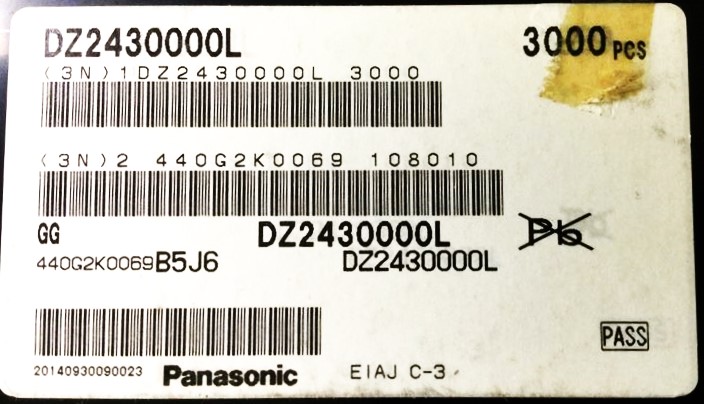 DZ2430000L 3000 pcs
(3N)1DZ2430000L 3000
(3N)2 440G2K0069 108010
GG DZ2430000L Pb
440G2K0069B5J6 DZ2430000L
PASS
20140930090023 Panasonic EIAJ C-3